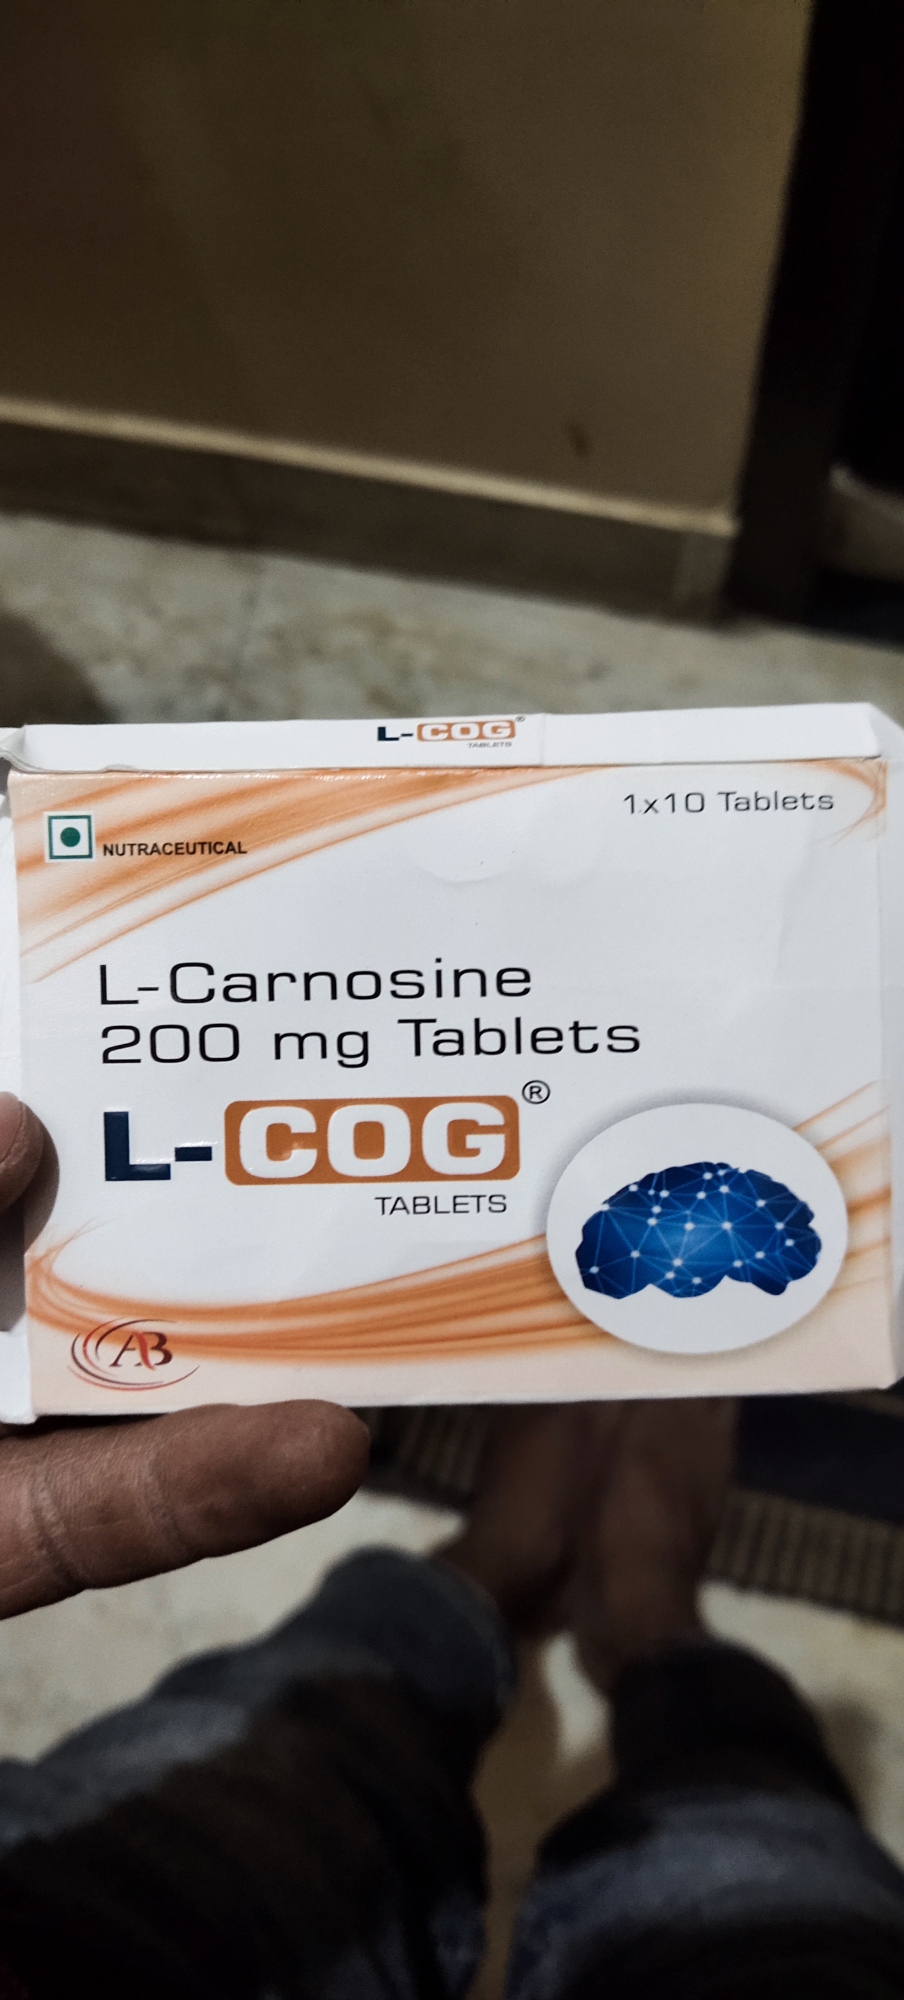 L-COG®
TABLETS
1x10 Tablets
NUTRACEUTICAL
L-Carnosine
200 mg Tablets
L-COG®
TABLETS
AB